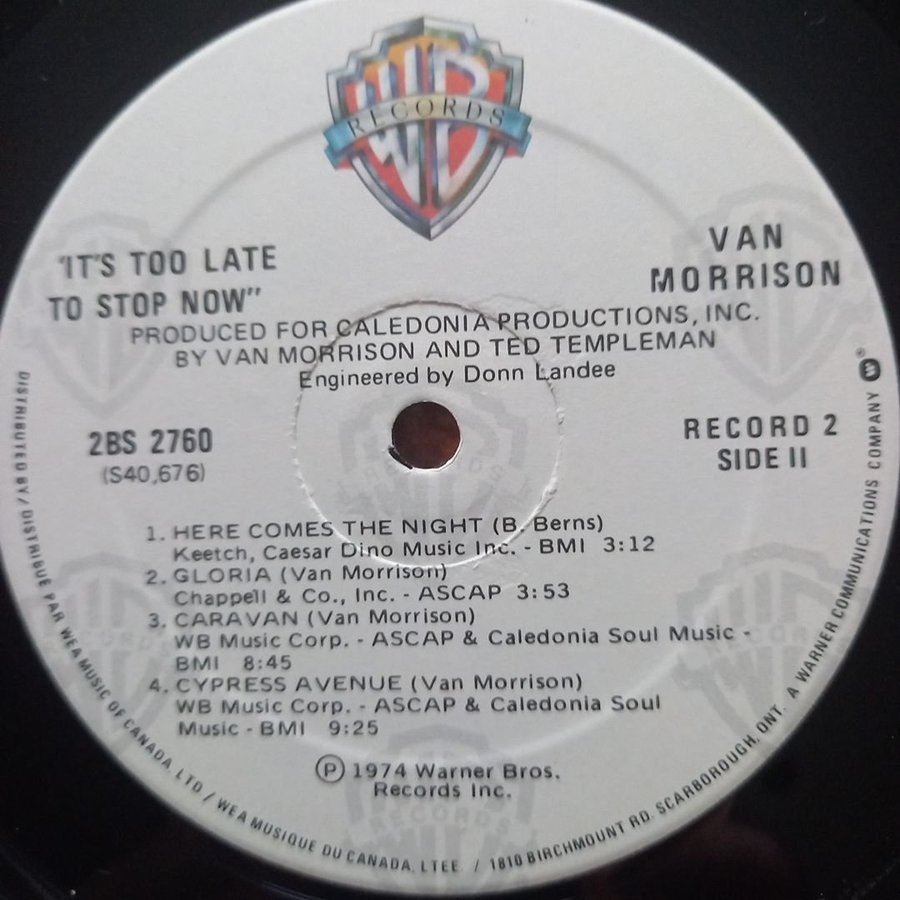 RECORDS
"IT'S TOO LATE
TO STOP NOW"
VAN
MORRISON
PRODUCED FOR CALEDONIA PRODUCTIONS, INC.
BY VAN MORRISON AND TED TEMPLEMAN
Engineered by Donn Landee
2BS 2760
(S40,676)
RECORD 2
SIDE II
1. HERE COMES THE NIGHT (B. Berns)
Keetch, Caesar Dino Music Inc. - BMI 3:12
2. GLORIA (Van Morrison)
Chappell & Co., Inc. - ASCAP 3:53
3. CARAVAN (Van Morrison)
WB Music Corp. - ASCAP & Caledonia Soul Music -
BMI 8:45
4. CYPRESS AVENUE (Van Morrison)
WB Music Corp. - ASCAP & Caledonia Soul
Music - BMI 9:25
Ⓟ 1974 Warner Bros.
Records Inc.
DISTRIBUTED BY / DISTRIBUÉ PAR WEA MUSIC OF CANADA, LTD / WEA MUSIQUE DU CANADA, LTEE. / 1810 BIRCHMOUNT RD. SCARBOROUGH, ONT. A WARNER COMMUNICATIONS COMPANY ®